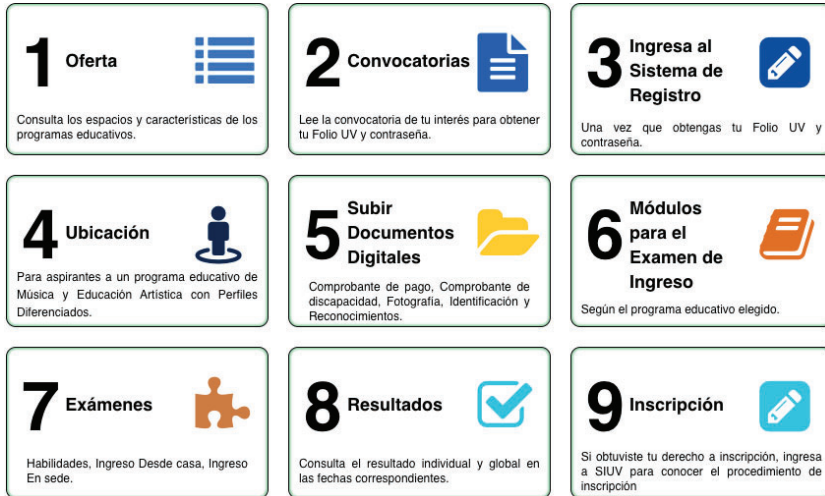 1 Oferta
Consulta los espacios y características de los
programas educativos.
2 Convocatorias
Lee la convocatoria de tu interés para obtener
tu Folio UV y contraseña.
3 Ingresa al
Sistema de
Registro
Una vez que obtengas tu Folio UV y
contraseña.
4 Ubicación
Para aspirantes a un programa educativo de
Música y Educación Artística con Perfiles
Diferenciados.
5 Subir
Documentos
Digitales
Comprobante de pago, Comprobante de
discapacidad, Fotografía, Identificación y
Reconocimientos.
6 Módulos
para el
Examen de
Ingreso
Según el programa educativo elegido.
7 Exámenes
Habilidades, Ingreso Desde casa, Ingreso
En sede.
8 Resultados
Consulta el resultado individual y global en
las fechas correspondientes.
9 Inscripción
Si obtuviste tu derecho a inscripción, ingresa
a SIUV para conocer el procedimiento de
inscripción